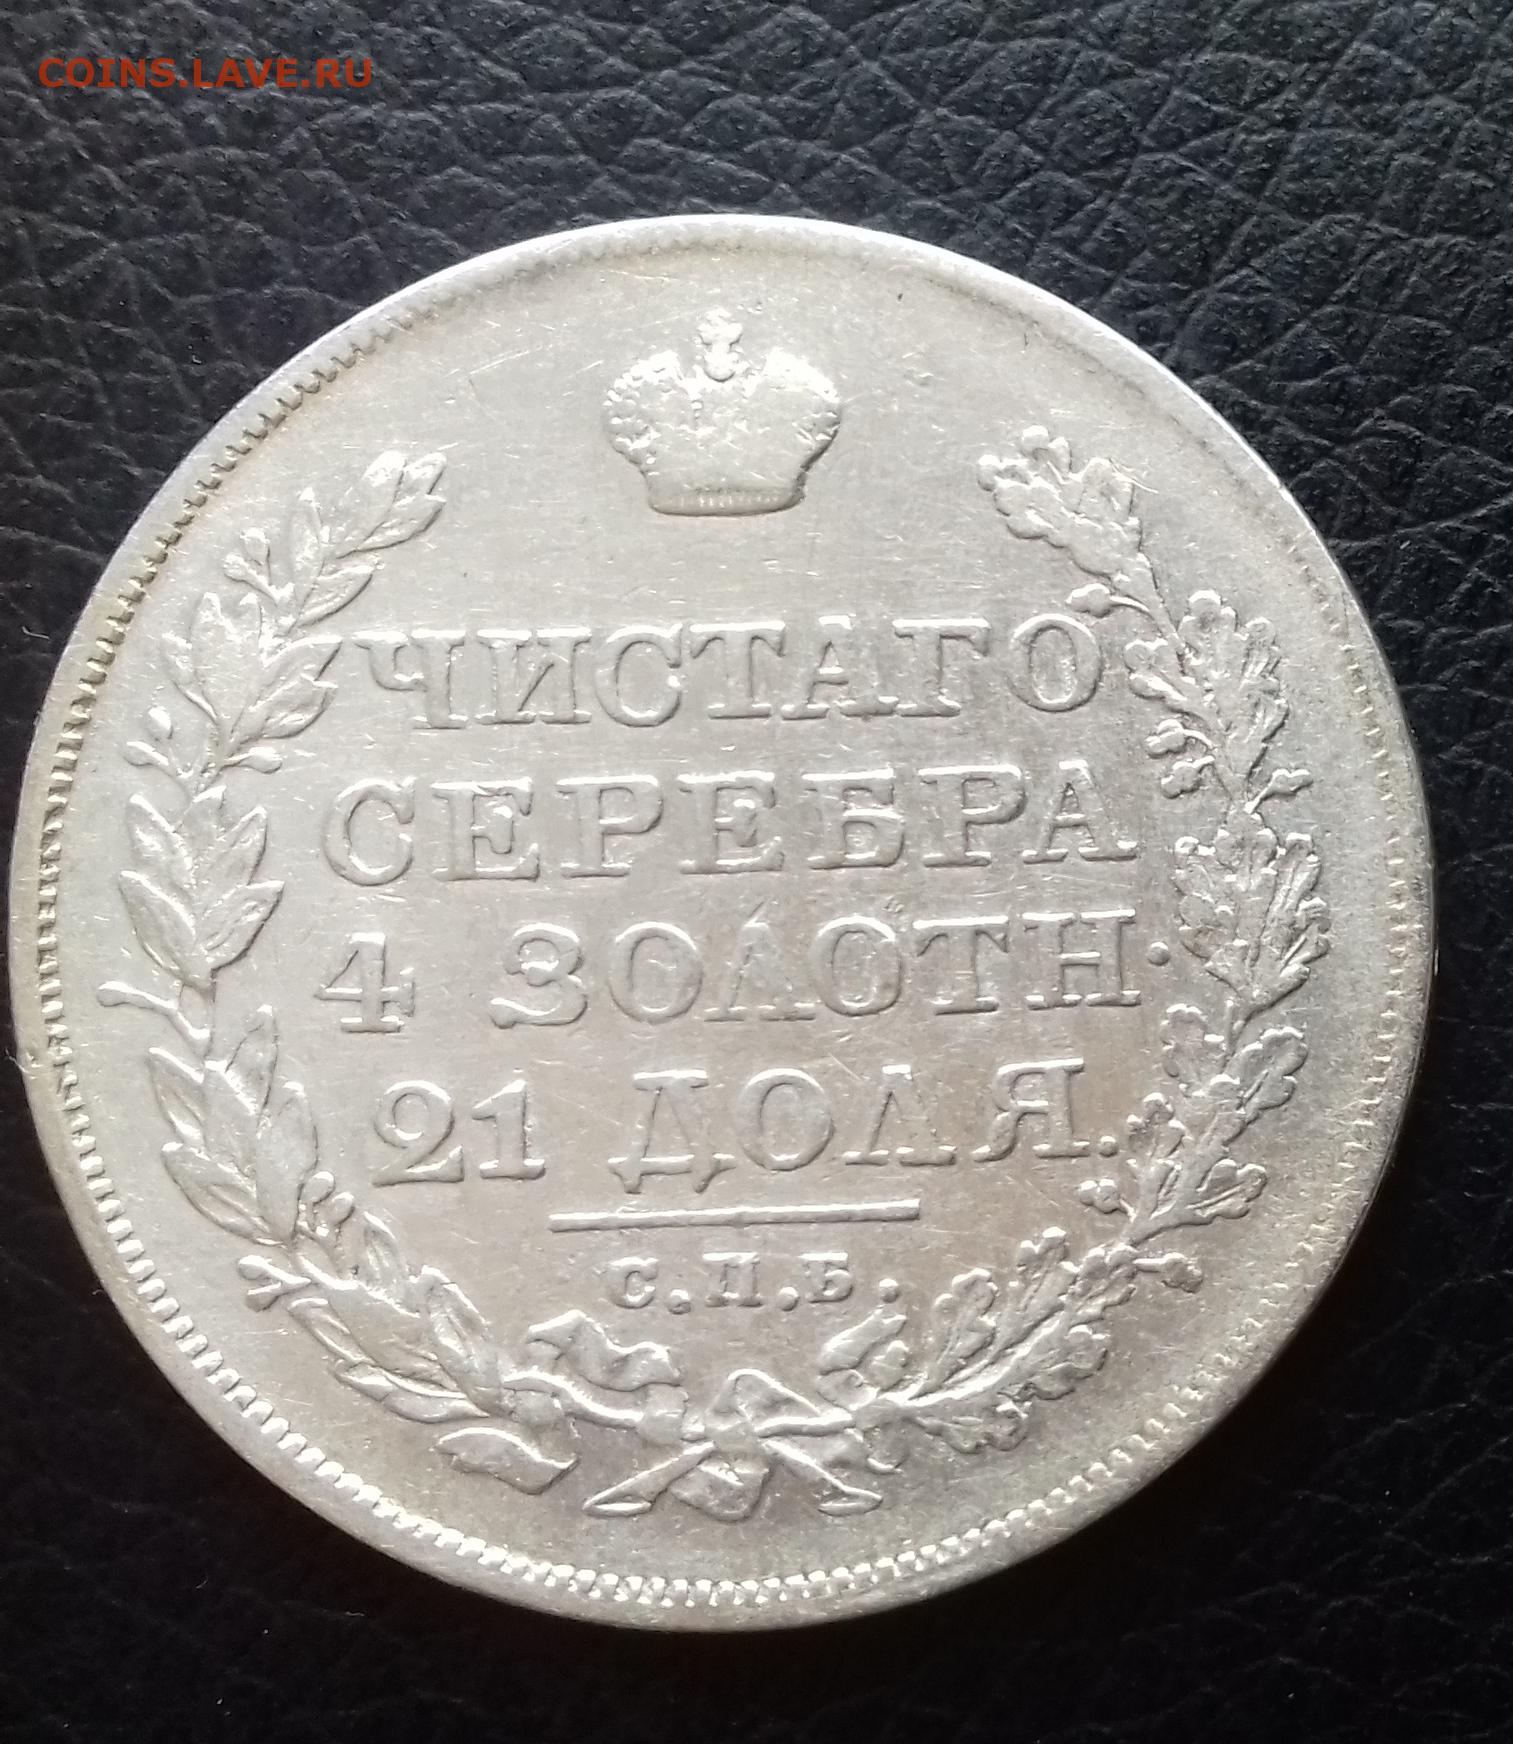 COINS.LAVE.RU
ЧИСТАГО
СЕРЕБРА
4 ЗОЛОТН.
21 ДОЛЯ.
С.П.Б.